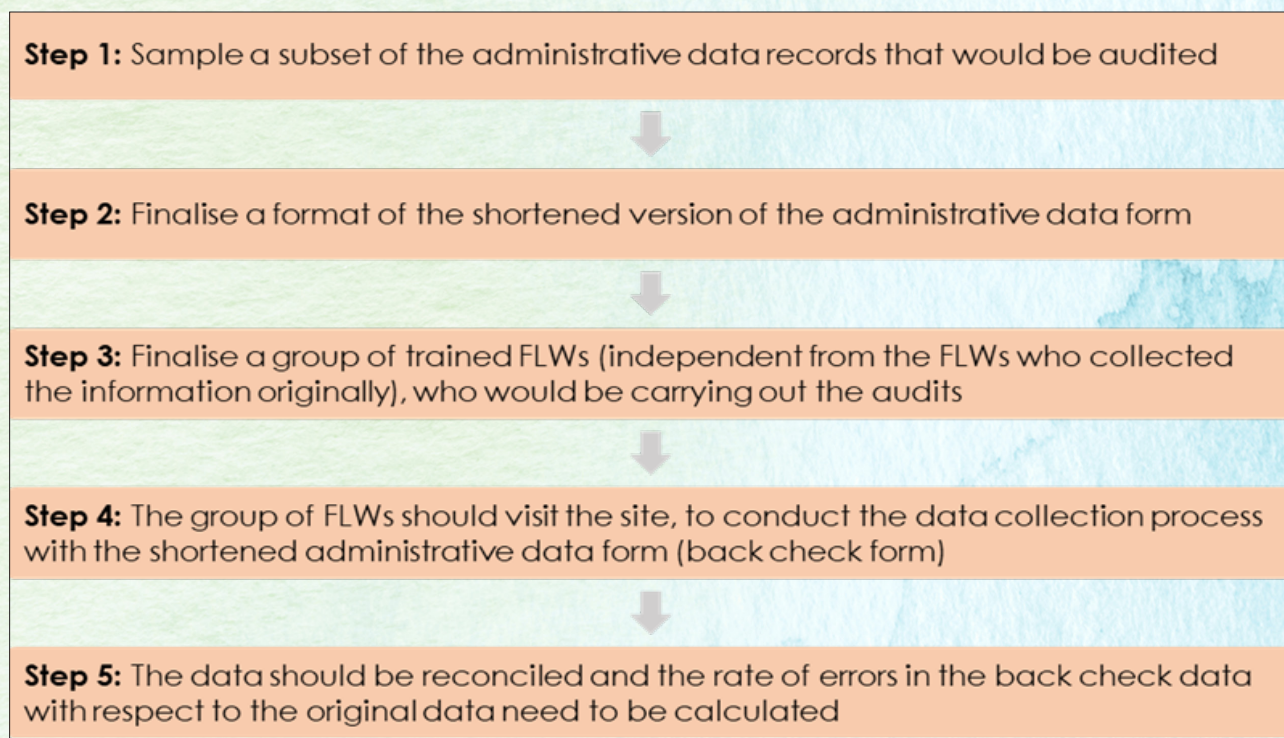 Step 1: Sample a subset of the administrative data records that would be audited
Step 2: Finalise a format of the shortened version of the administrative data form
Step 3: Finalise a group of trained FLWs (independent from the FLWs who collected
the information originally), who would be carrying out the audits
Step 4: The group of FLWs should visit the site, to conduct the data collection process
with the shortened administrative data form (back check form)
Step 5: The data should be reconciled and the rate of errors in the back check data
with respect to the original data need to be calculated